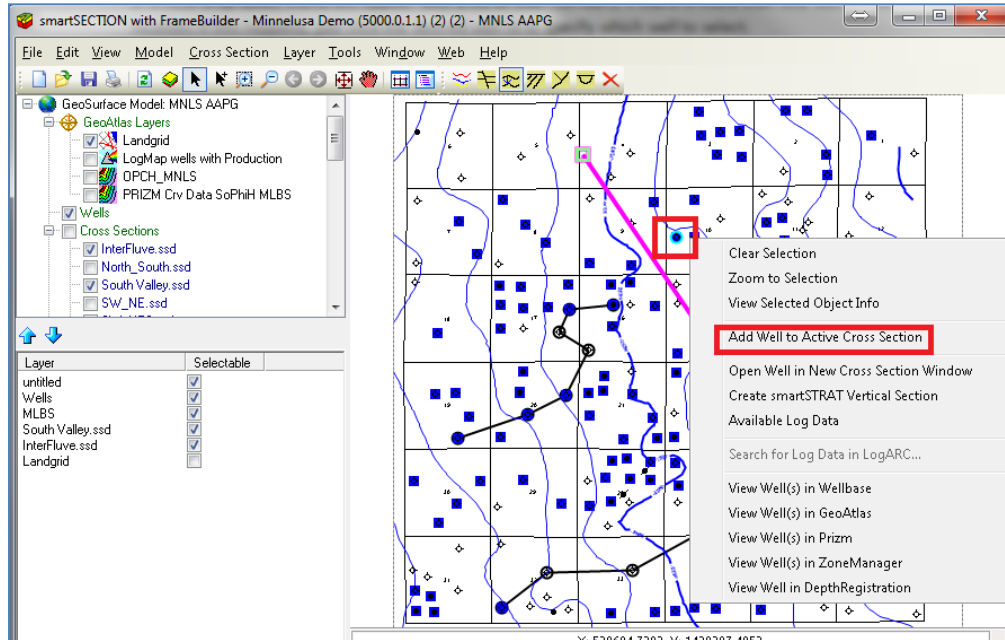 smartSECTION with FrameBuilder - Minnelusa Demo (5000.0.1.1) (2) (2) - MNLS AAPG
File Edit View Model Cross Section Layer Tools Window Web Help
GeoSurface Model: MNLS AAPG
GeoAtlas Layers
Landgrid
LogMap wells with Production
OPCH_MNLS
PRIZM Crv Data SoPhiH MLBS
Wells
Cross Sections
InterFluve.ssd
North_South.ssd
South Valley.ssd
SW_NE.ssd
Layer Selectable
untitled
Wells
MLBS
South Valley.ssd
InterFluve.ssd
Landgrid
Clear Selection
Zoom to Selection
View Selected Object Info
Add Well to Active Cross Section
Open Well in New Cross Section Window
Create smartSTRAT Vertical Section
Available Log Data
Search for Log Data in LogARC...
View Well(s) in Wellbase
View Well(s) in GeoAtlas
View Well(s) in Prizm
View Well(s) in ZoneManager
View Well in DepthRegistration